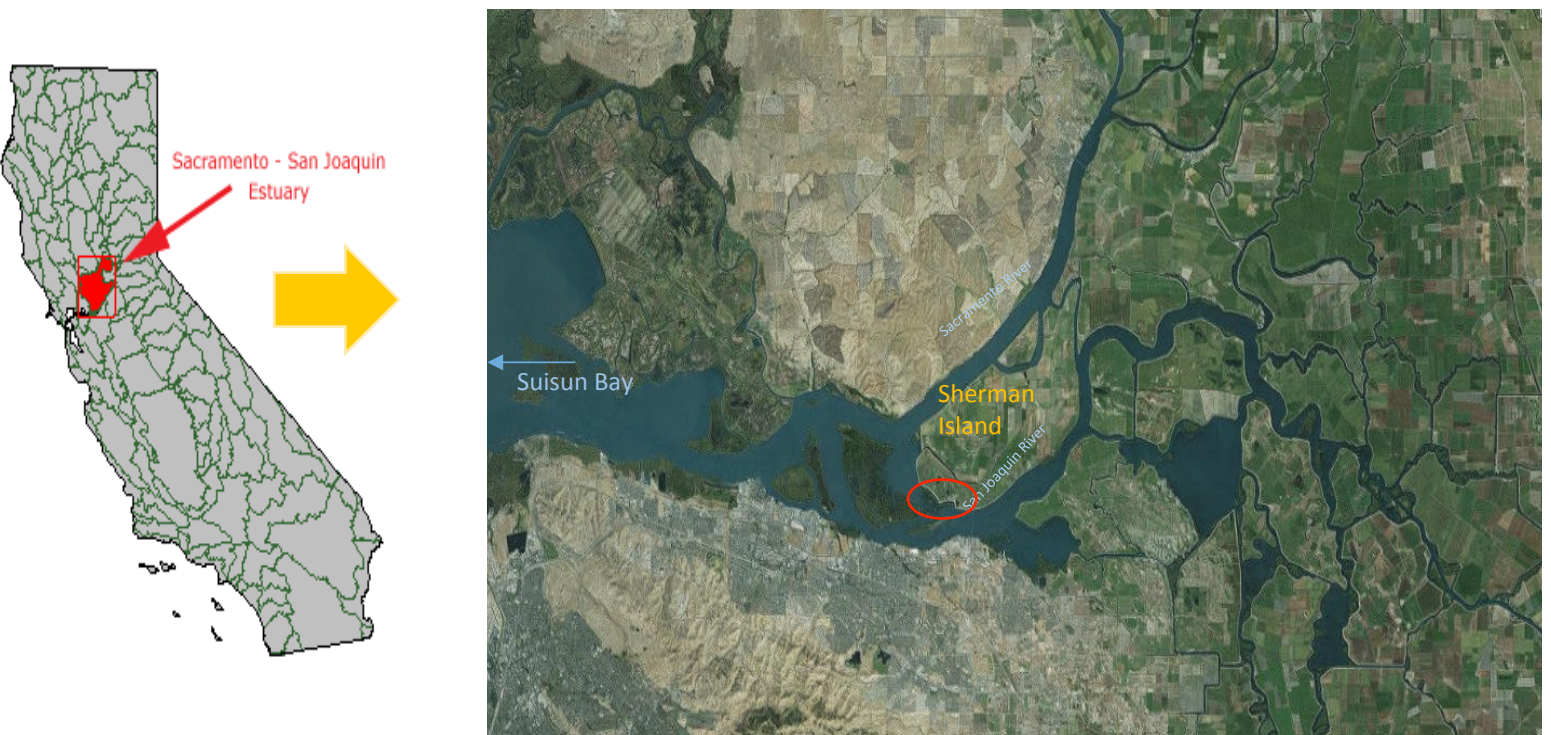 Sacramento - San Joaquin
Estuary
Sacramento River
Suisun Bay
Sherman
Island
San Joaquin River